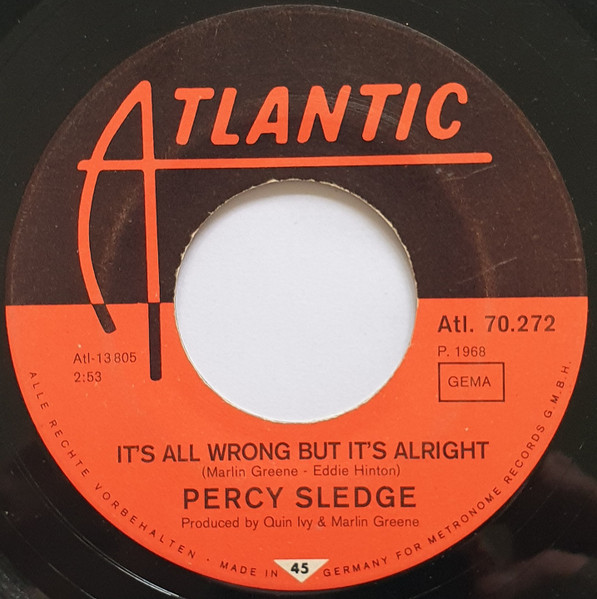 ATLANTIC
Atl. 70.272
P. 1968
GEMA
Atl-13 805
2:53
IT'S ALL WRONG BUT IT'S ALRIGHT
(Marlin Greene - Eddie Hinton)
PERCY SLEDGE
Produced by Quin Ivy & Marlin Greene
ALLE RECHTE VORBEHALTEN - MADE IN GERMANY FOR METRONOME RECORDS G.M.B.H.
45